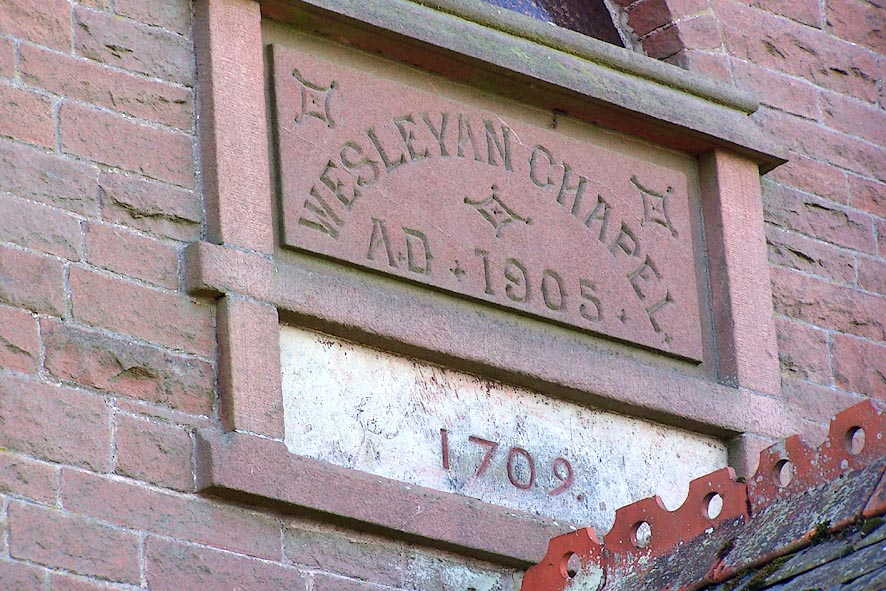 WESLEYAN CHAPEL
A.D. 1905.
1709.